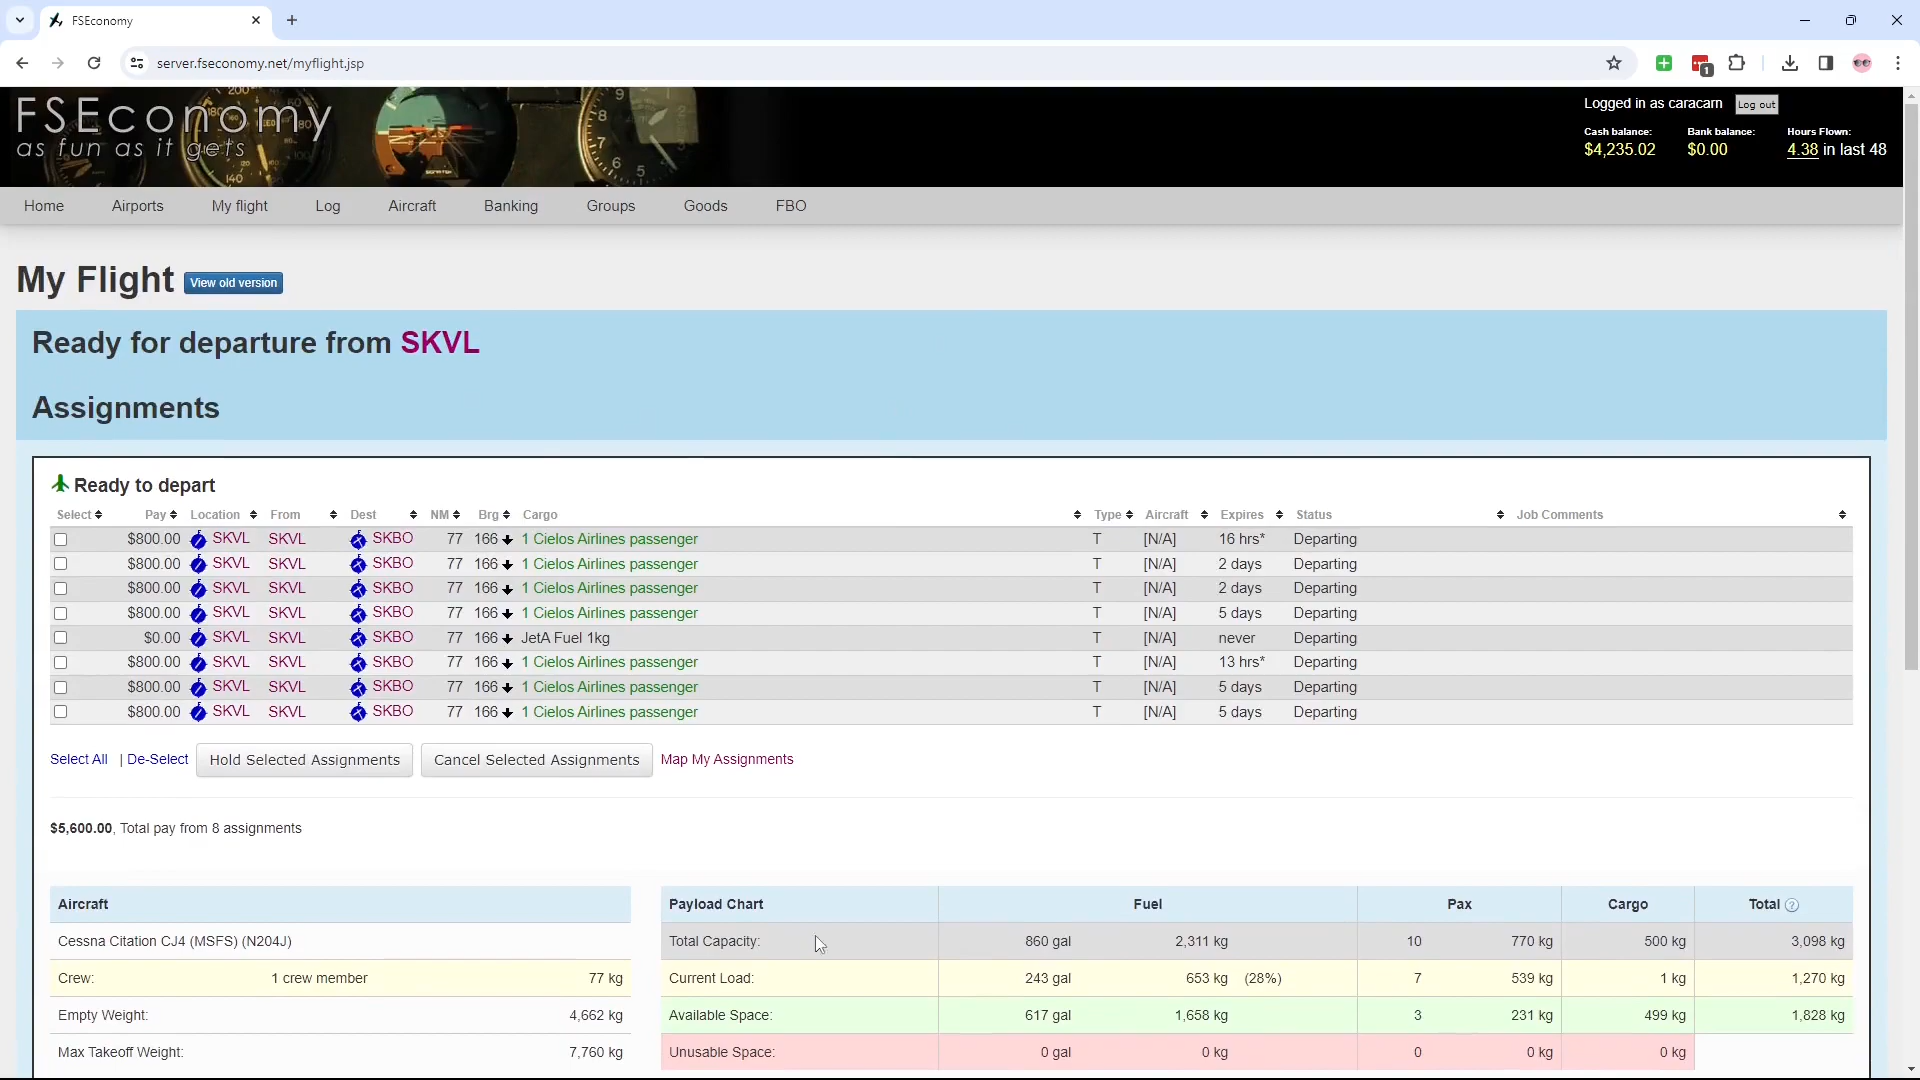 FSEconomy
server.fseconomy.net/myflight.jsp
1
FSEconomy
as fun as it gets
Logged in as caracarn Log out
Cash balance: Bank balance: Hours Flown:
$4,235.02 $0.00 4.38 in last 48
Home Airports My flight Log Aircraft Banking Groups Goods FBO
My Flight View old version
Ready for departure from SKVL
Assignments
Ready to depart
Select Pay Location From Dest NM Brg Cargo Type Aircraft Expires Status Job Comments
$800.00 SKVL SKVL SKBO 77 166 1 Cielos Airlines passenger T [N/A] 16 hrs* Departing
$800.00 SKVL SKVL SKBO 77 166 1 Cielos Airlines passenger T [N/A] 2 days Departing
$800.00 SKVL SKVL SKBO 77 166 1 Cielos Airlines passenger T [N/A] 2 days Departing
$800.00 SKVL SKVL SKBO 77 166 1 Cielos Airlines passenger T [N/A] 5 days Departing
$0.00 SKVL SKVL SKBO 77 166 JetA Fuel 1kg T [N/A] never Departing
$800.00 SKVL SKVL SKBO 77 166 1 Cielos Airlines passenger T [N/A] 13 hrs* Departing
$800.00 SKVL SKVL SKBO 77 166 1 Cielos Airlines passenger T [N/A] 5 days Departing
$800.00 SKVL SKVL SKBO 77 166 1 Cielos Airlines passenger T [N/A] 5 days Departing
Select All | De-Select Hold Selected Assignments Cancel Selected Assignments Map My Assignments
$5,600.00, Total pay from 8 assignments
Aircraft
Cessna Citation CJ4 (MSFS) (N204J)
Crew: 1 crew member 77 kg
Empty Weight: 4,662 kg
Max Takeoff Weight: 7,760 kg
Payload Chart Fuel Pax Cargo Total ?
Total Capacity: 860 gal 2,311 kg 10 770 kg 500 kg 3,098 kg
Current Load: 243 gal 653 kg (28%) 7 539 kg 1 kg 1,270 kg
Available Space: 617 gal 1,658 kg 3 231 kg 499 kg 1,828 kg
Unusable Space: 0 gal 0 kg 0 0 kg 0 kg